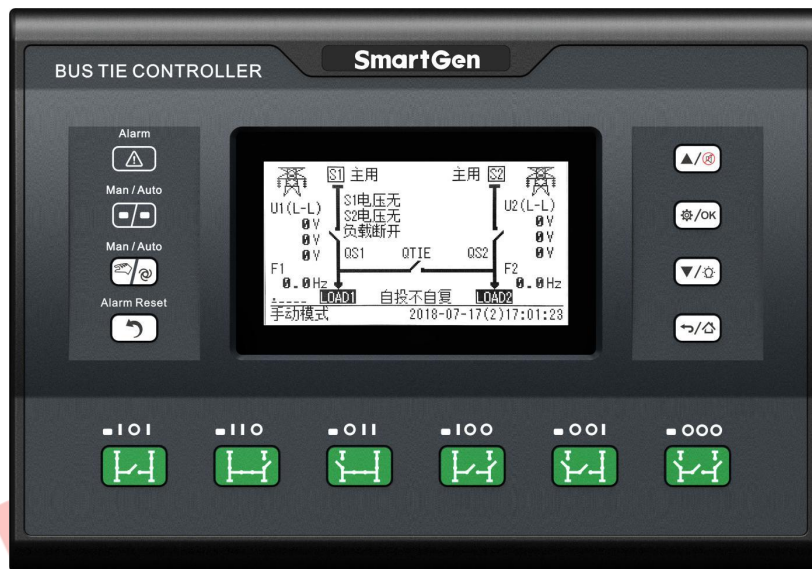 SmartGen
BUS TIE CONTROLLER
Alarm
Man / Auto
Man / Auto
Alarm Reset
S1 主用
主用 S2
U1(L-L)
0V
0V
0V
S1电压无
S2电压无
负载断开
U2(L-L)
0V
0V
0V
QS1
QTIE
QS2
F1
0.0Hz
F2
0.0Hz
LOAD1
自投不自复
LOAD2
手动模式
2018-07-17(2)17:01:23
▲/
/OK
▼/
101
110
011
100
001
000